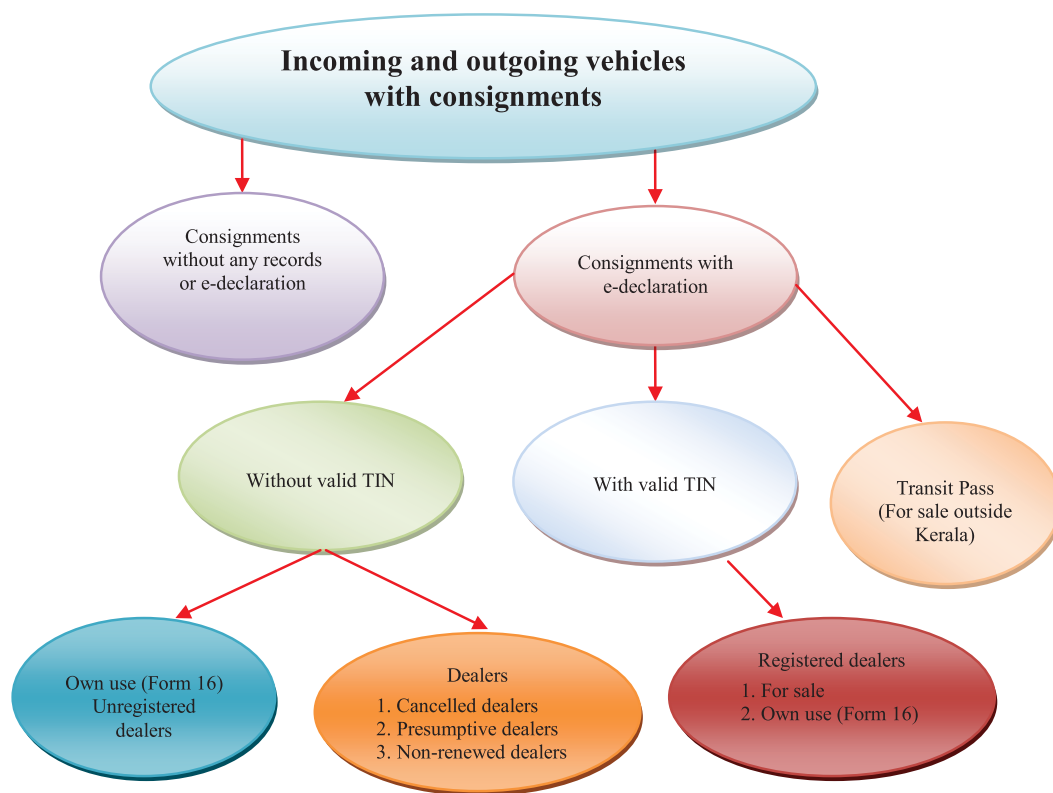 Incoming and outgoing vehicles
with consignments
Consignments
without any records
or e-declaration
Consignments with
e-declaration
Without valid TIN
With valid TIN
Transit Pass
(For sale outside
Kerala)
Own use (Form 16)
Unregistered
dealers
Dealers
1. Cancelled dealers
2. Presumptive dealers
3. Non-renewed dealers
Registered dealers
1. For sale
2. Own use (Form 16)